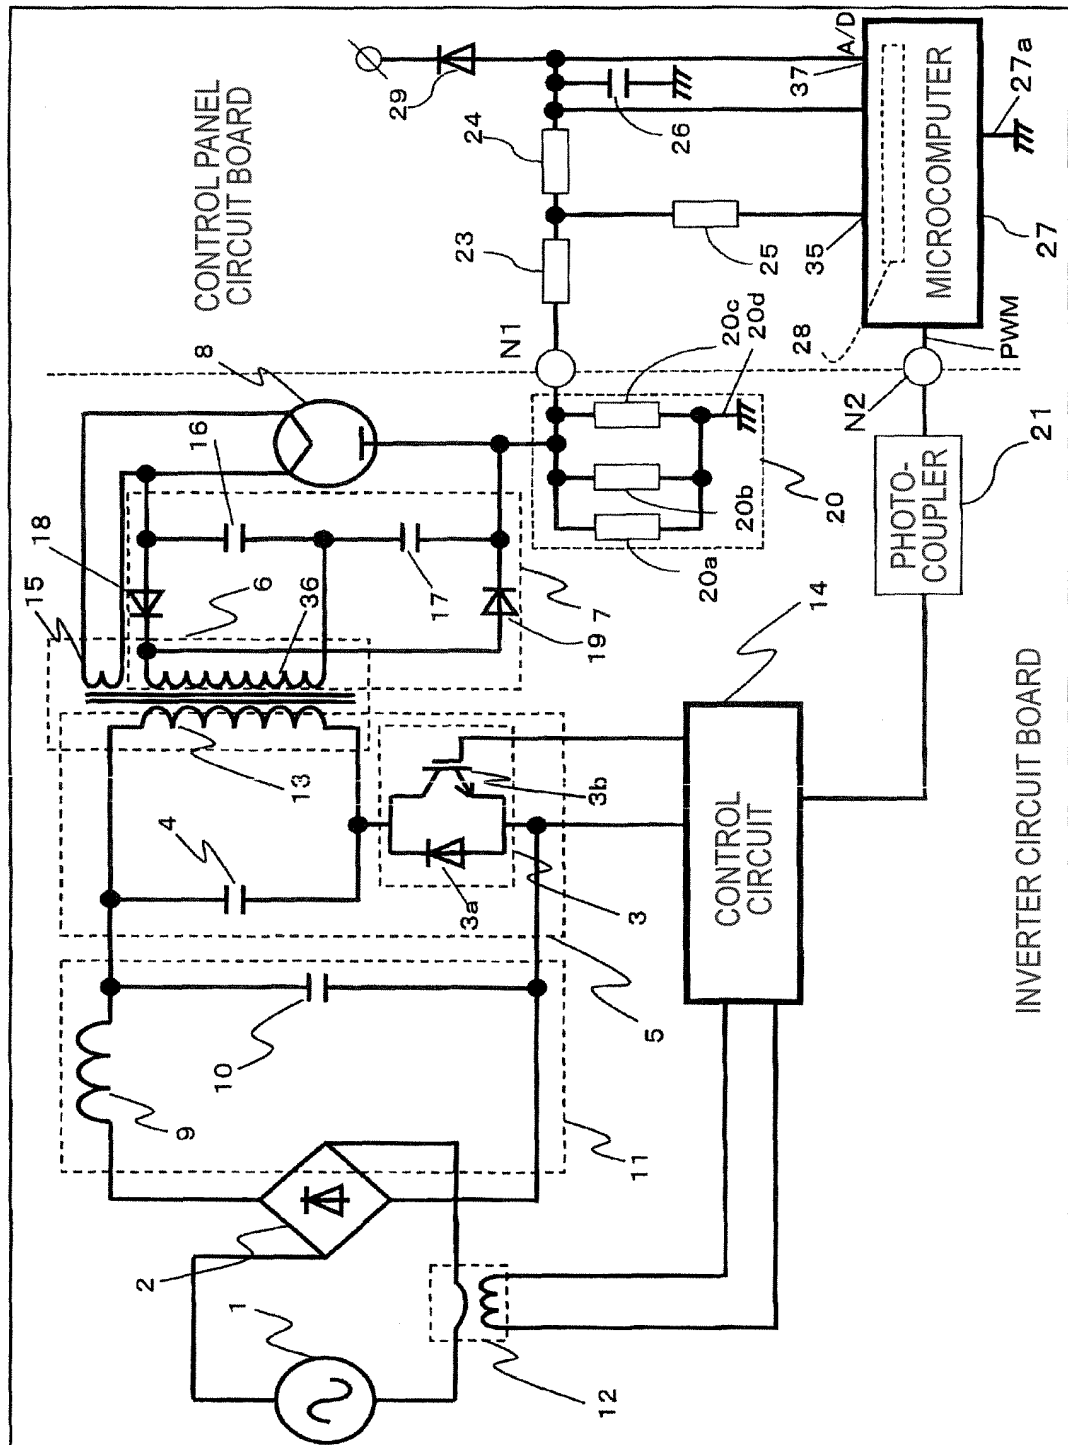 CONTROL PANEL
CIRCUIT BOARD
29
24
26
23
25
37
A/D
35
28
MICROCOMPUTER
27
27a
PWM
N1
N2
8
16
18
15
6
36
17
19
7
20c
20d
20b
20a
20
PHOTO-
COUPLER
21
13
4
3b
3a
3
14
CONTROL
CIRCUIT
5
10
9
11
2
1
12
INVERTER CIRCUIT BOARD